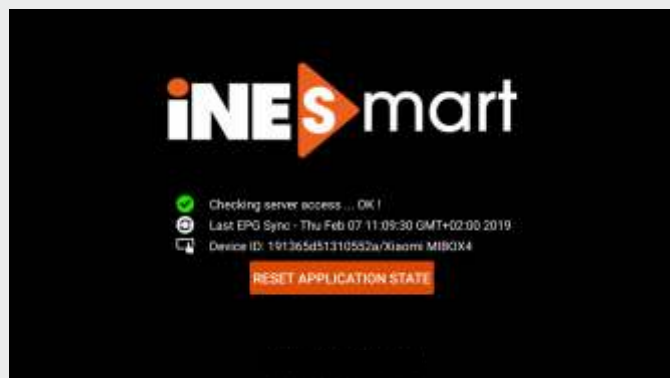 iNESmart
Checking server access ... OK !
Last EPG Sync - Thu Feb 07 11:09:30 GMT+02:00 2019
Device ID: 191365d51310552a/Xiaomi MIBOX4
RESET APPLICATION STATE